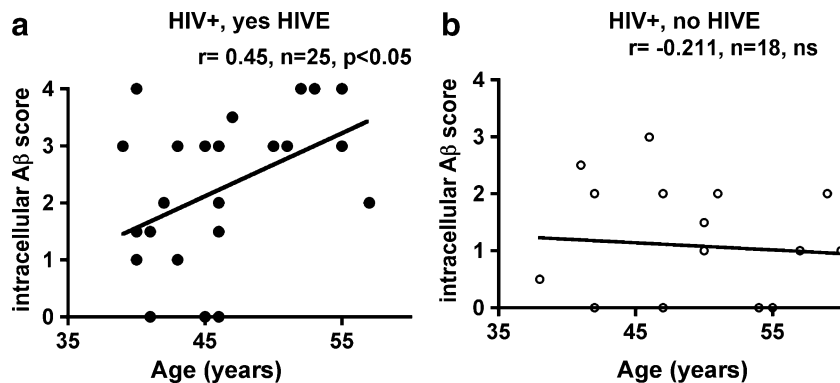 a
HIV+, yes HIVE
r= 0.45, n=25, p<0.05
intracellular Aβ score
4
3
2
1
0
35
45
55
Age (years)
b
HIV+, no HIVE
r= -0.211, n=18, ns
intracellular Aβ score
4
3
2
1
0
35
45
55
Age (years)